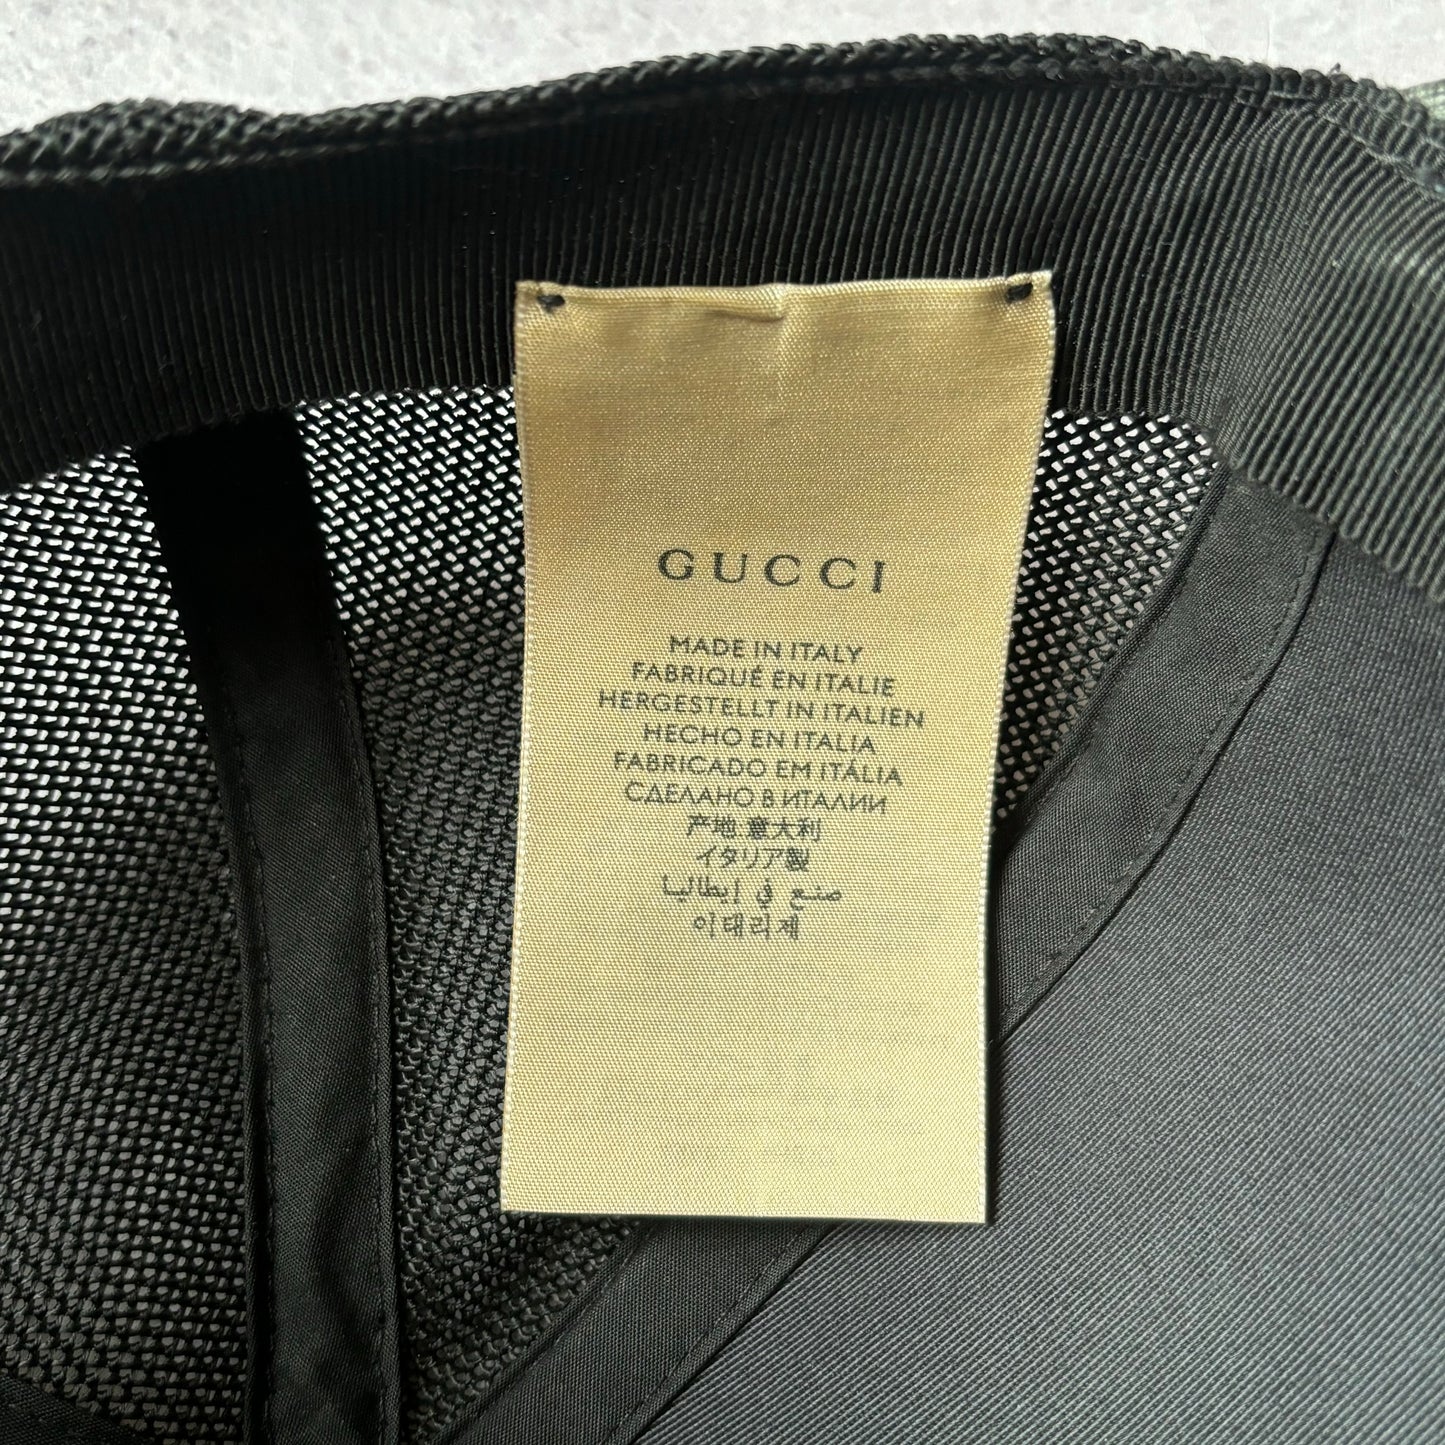 GUCCI
MADE IN ITALY
FABRIQUÉ EN ITALIE
HERGESTELLT IN ITALIEN
HECHO EN ITALIA
FABRICADO EM ITÁLIA
СДЕЛАНО В ИТАЛИИ
产地 意大利
イタリア製
صنع في إيطاليا
이태리제